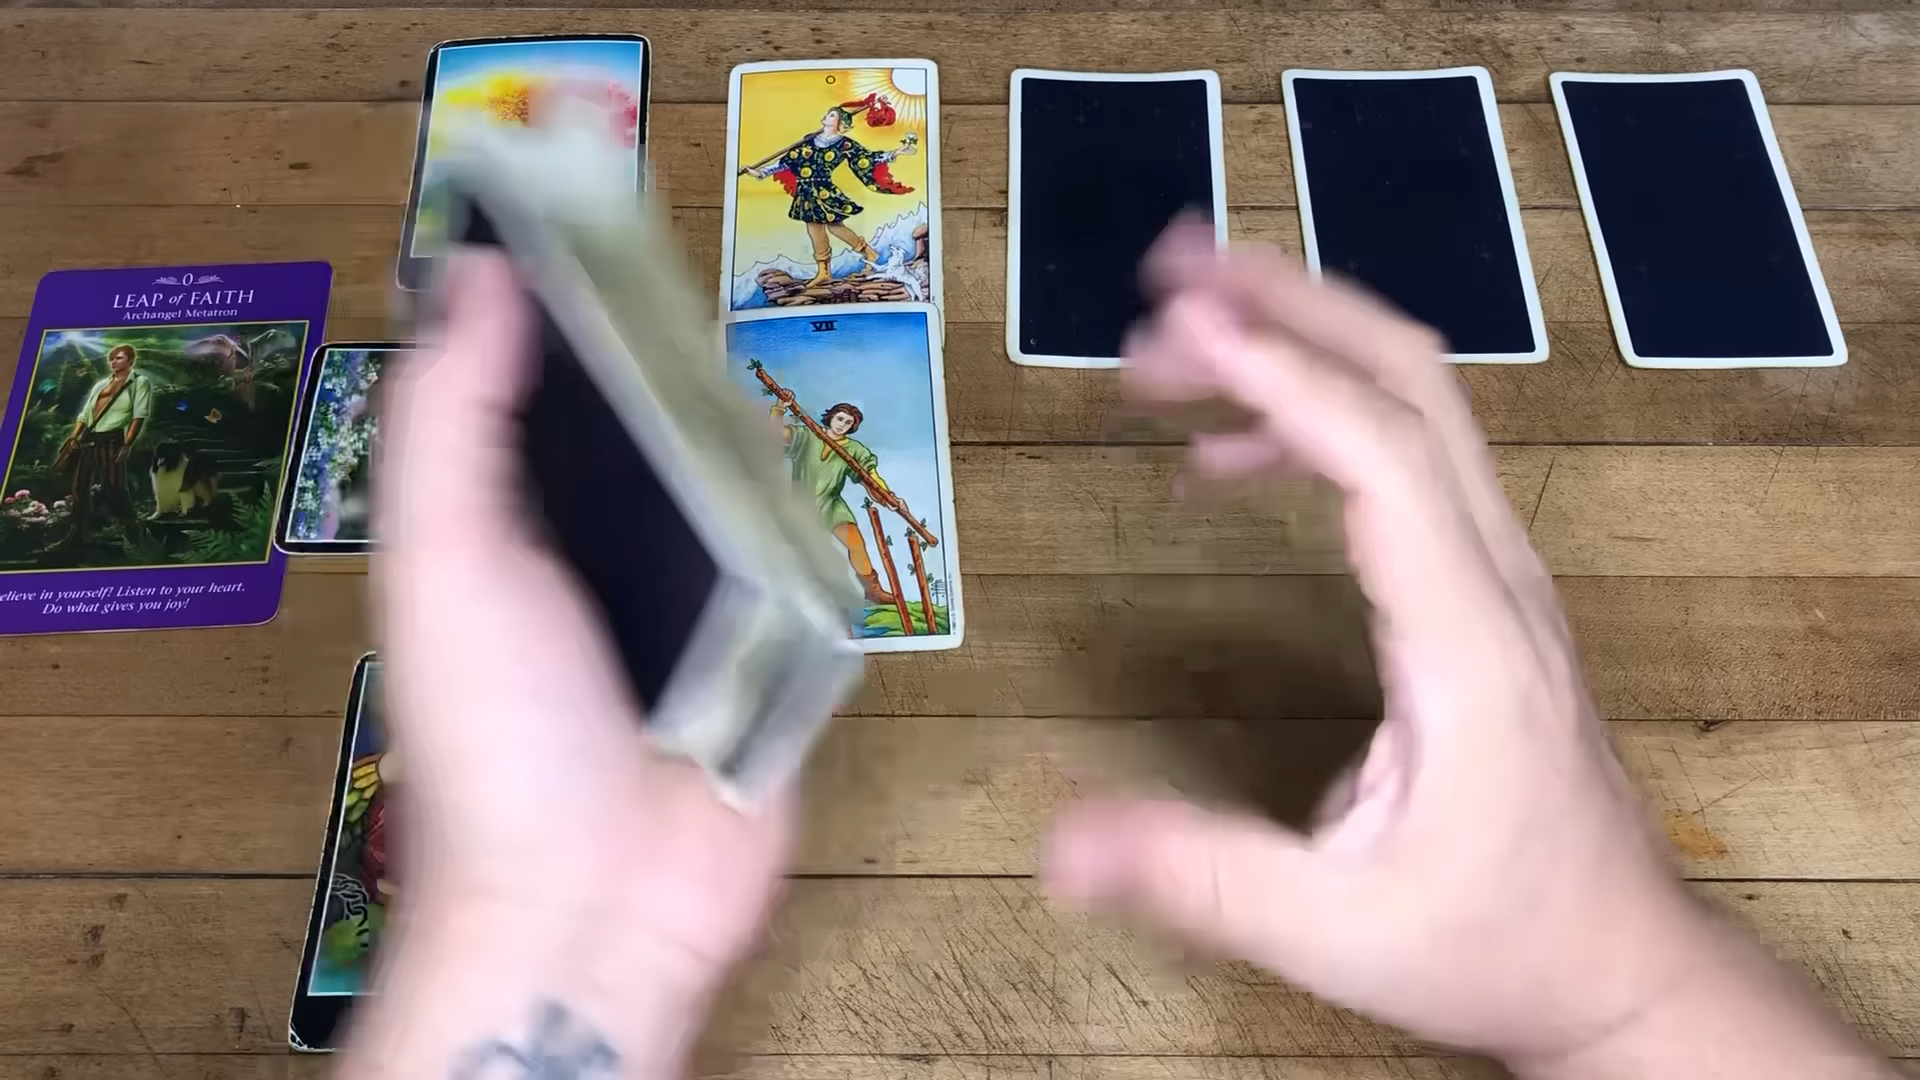 0
LEAP of FAITH
Archangel Metatron
elieve in yourself! Listen to your heart.
Do what gives you joy!
0
VII